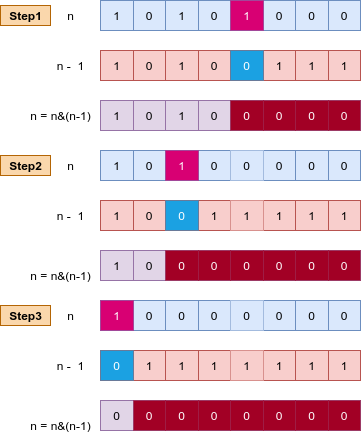 Step1 n 1 0 1 0 1 0 0 0
n - 1 1 0 1 0 0 1 1 1
n = n&(n-1) 1 0 1 0 0 0 0 0
Step2 n 1 0 1 0 0 0 0 0
n - 1 1 0 0 1 1 1 1 1
n = n&(n-1) 1 0 0 0 0 0 0 0
Step3 n 1 0 0 0 0 0 0 0
n - 1 0 1 1 1 1 1 1 1
n = n&(n-1) 0 0 0 0 0 0 0 0